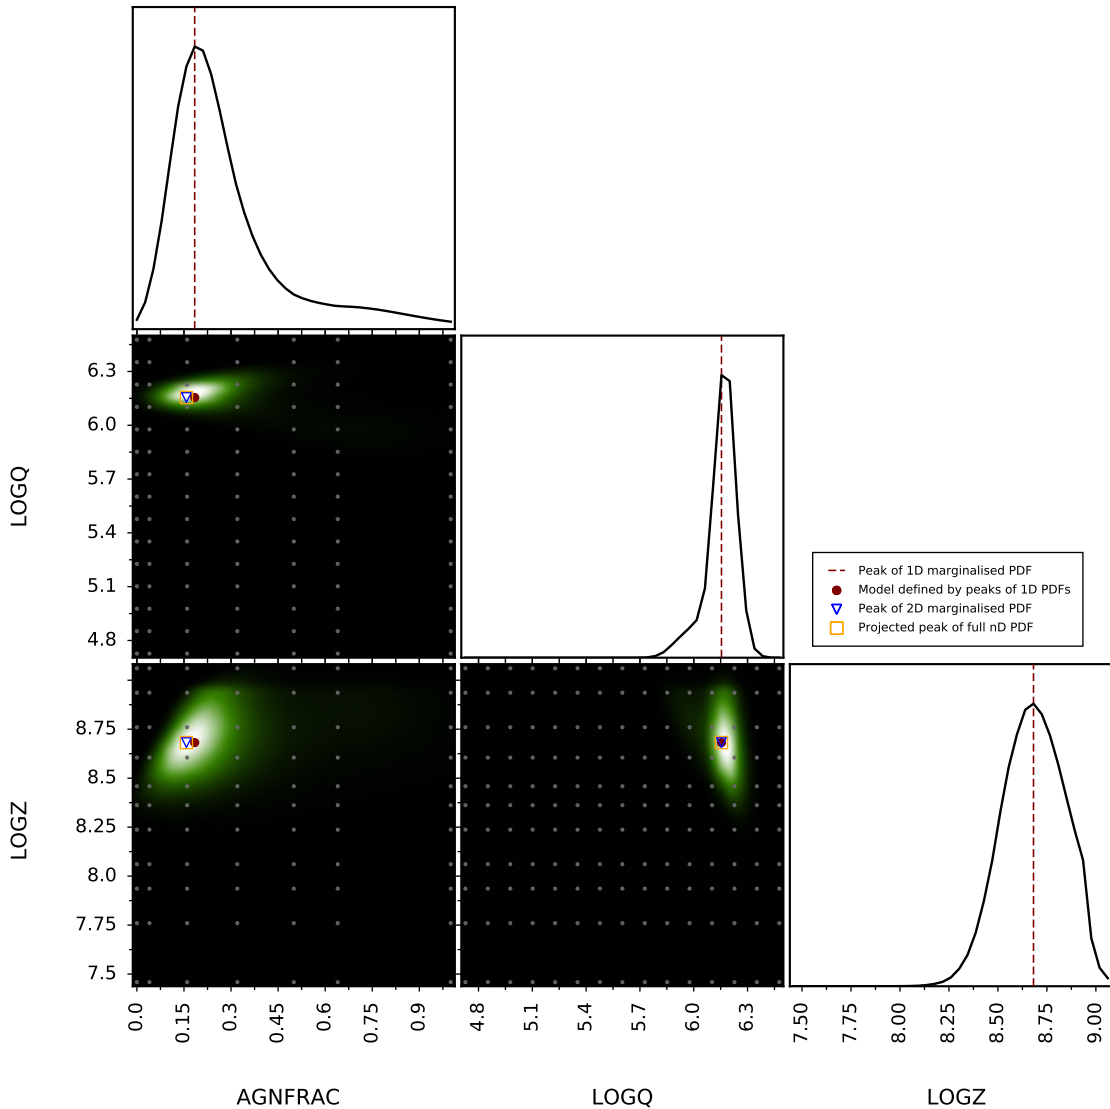 LOGQ
6.3
6.0
5.7
5.4
5.1
4.8
Peak of 1D marginalised PDF
Model defined by peaks of 1D PDFs
Peak of 2D marginalised PDF
Projected peak of full nD PDF
LOGZ
8.75
8.5
8.25
8.0
7.75
7.5
0.0 0.15 0.3 0.45 0.6 0.75 0.9
4.8 5.1 5.4 5.7 6.0 6.3
7.50 7.75 8.00 8.25 8.50 8.75 9.00
AGNFRAC LOGQ LOGZ